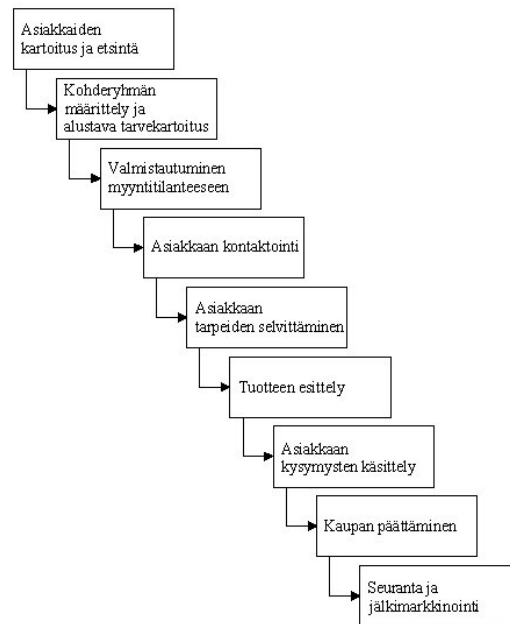 Asiakkaiden
kartoitus ja etsintä
Kohderyhmän
määrittely ja
alustava tarvekartoitus
Valmistautuminen
myyntitilanteeseen
Asiakkaan kontaktointi
Asiakkaan
tarpeiden selvittäminen
Tuotteen esittely
Asiakkaan
kysymysten käsittely
Kaupan päättäminen
Seuranta ja
jälkimarkkinointi